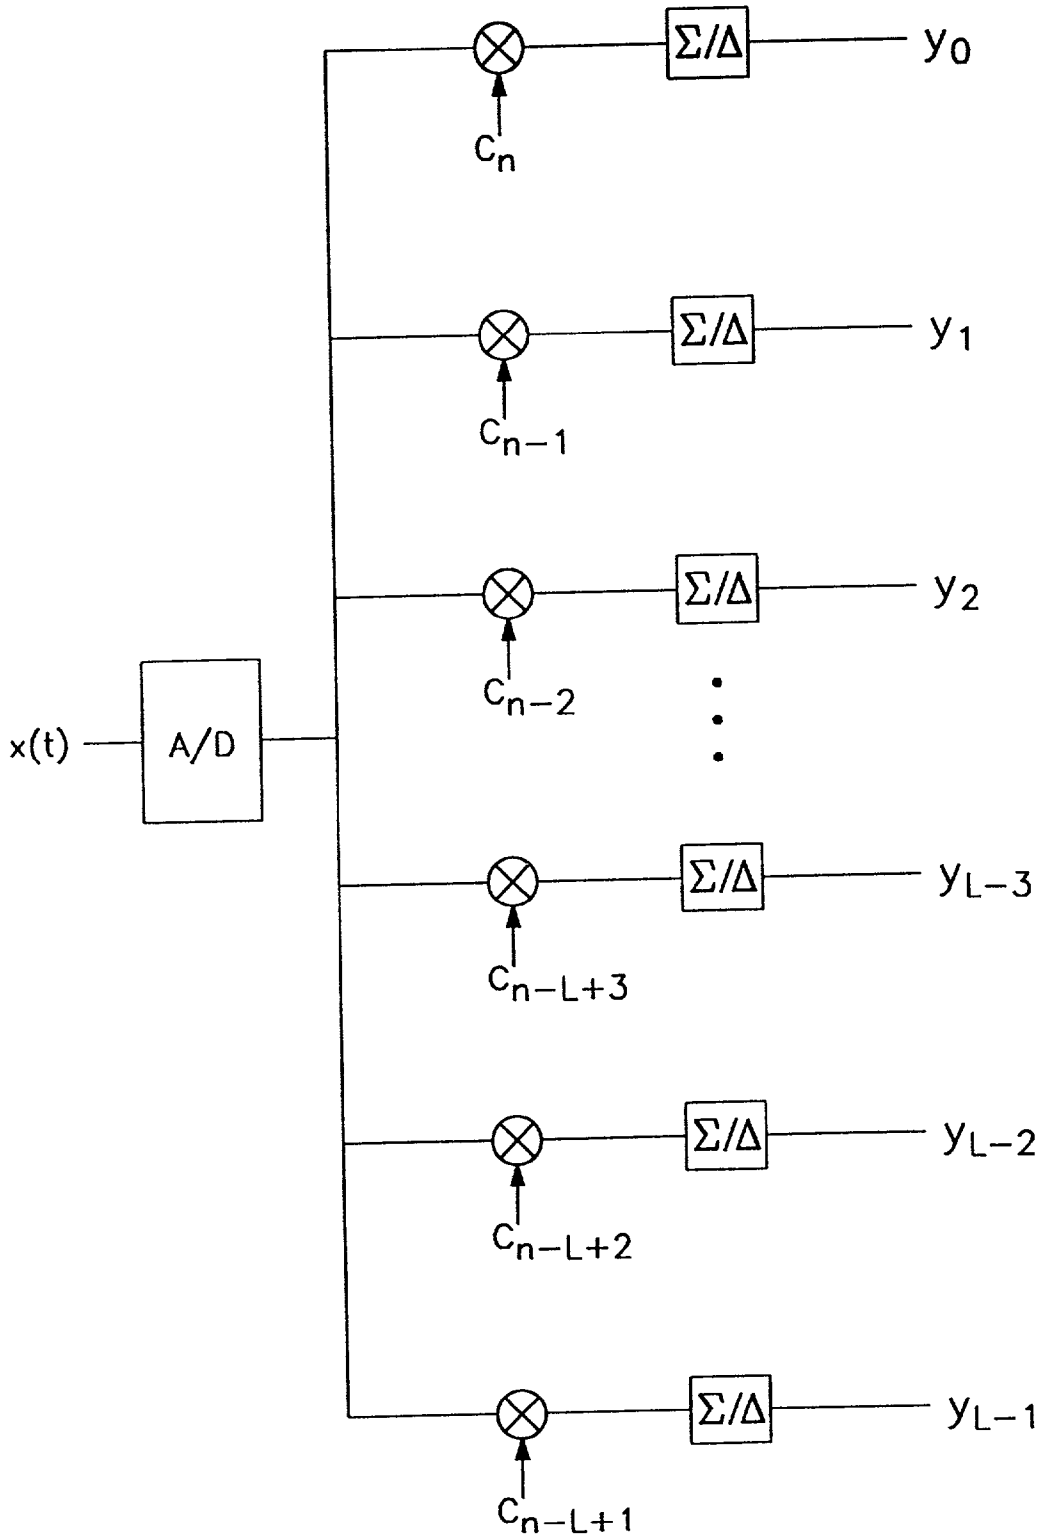 Σ/Δ y0
Cn
Σ/Δ y1
Cn−1
Σ/Δ y2
Cn−2
x(t) A/D
Σ/Δ yL−3
Cn−L+3
Σ/Δ yL−2
Cn−L+2
Σ/Δ yL−1
Cn−L+1